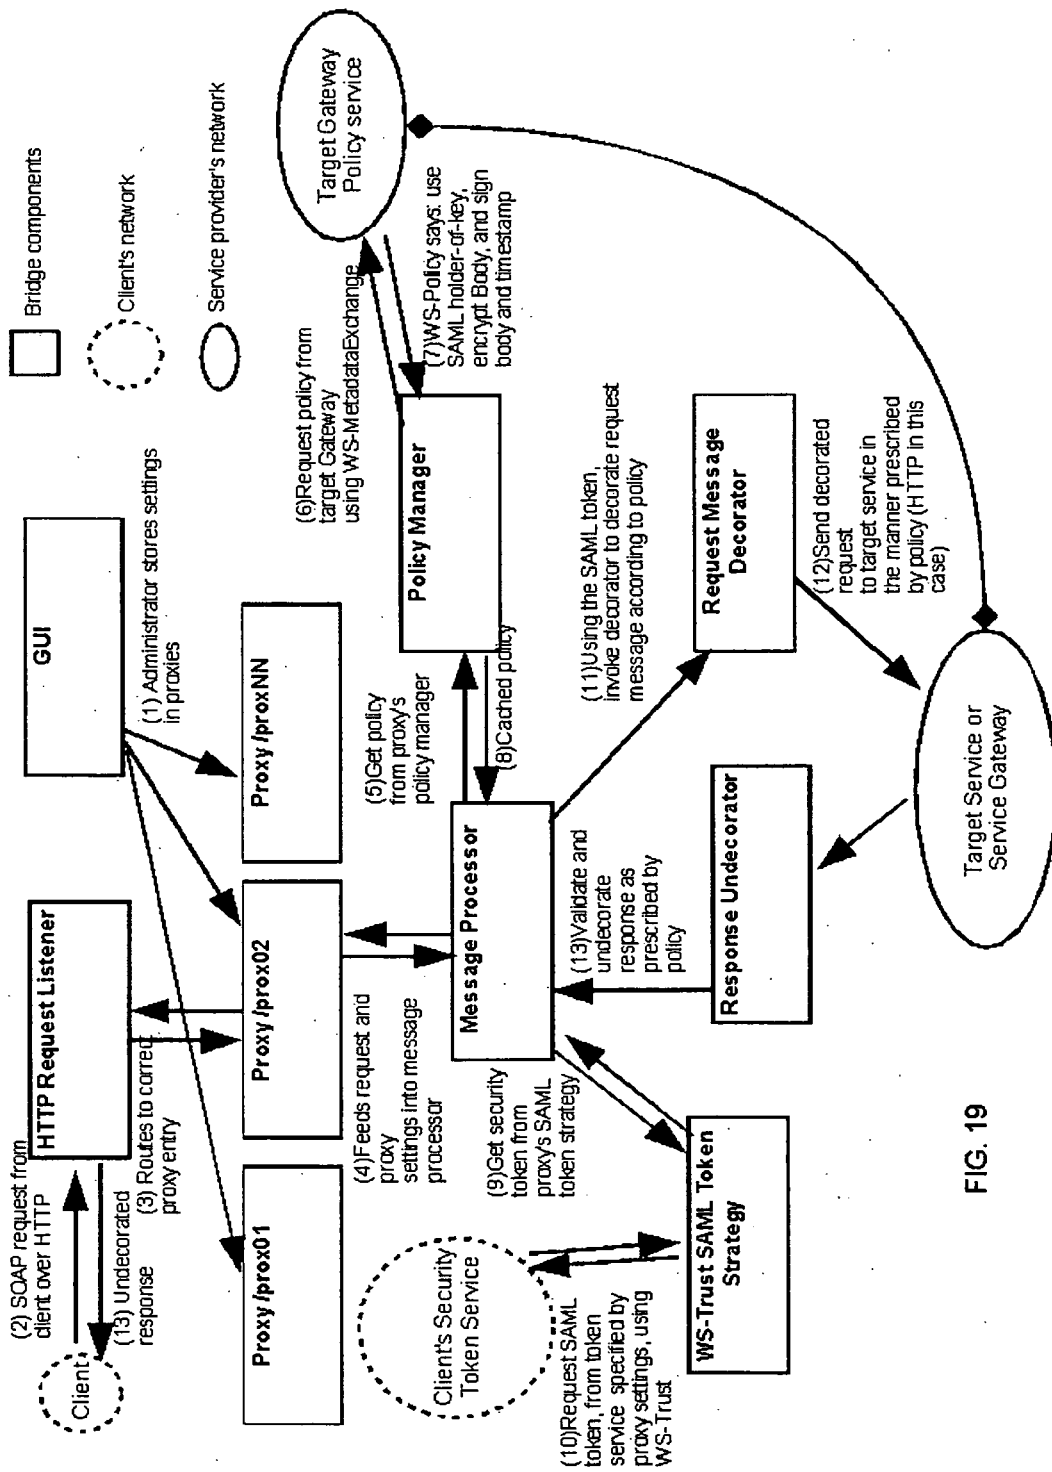 Bridge components
Client's network
Service provider's network
GUI
(1) Administrator stores settings
in proxies
HTTP Request Listener
(2) SOAP request from
client over HTTP
Client
(13) Undecorated
response
(3) Routes to correct
proxy entry
Proxy /prox01
Proxy /prox02
Proxy /proxNN
(4)Feeds request and
proxy
settings into message
processor
(5)Get policy
from proxy's
policy manager
(6)Request policy from
target Gateway
using WS-MetadataExchange
Target Gateway
Policy service
(7)WS-Policy says: use
SAML holder-of-key,
encrypt Body, and sign
body and timestamp
Policy Manager
(8)Cached policy
Message Processor
(9)Get security
token from
proxy's SAML
token strategy
Client's Security
Token Service
(10)Request SAML
token, from token
service specified by
proxy settings, using
WS-Trust
WS-Trust SAML Token
Strategy
(11)Using the SAML token,
invoke decorator to decorate request
message according to policy
Request Message
Decorator
(12)Send decorated
request
to target service in
the manner prescribed
by policy (HTTP in this
case)
(13)Validate and
undecorate
response as
prescribed by
policy
Response Undecorator
Target Service or
Service Gateway
FIG. 19